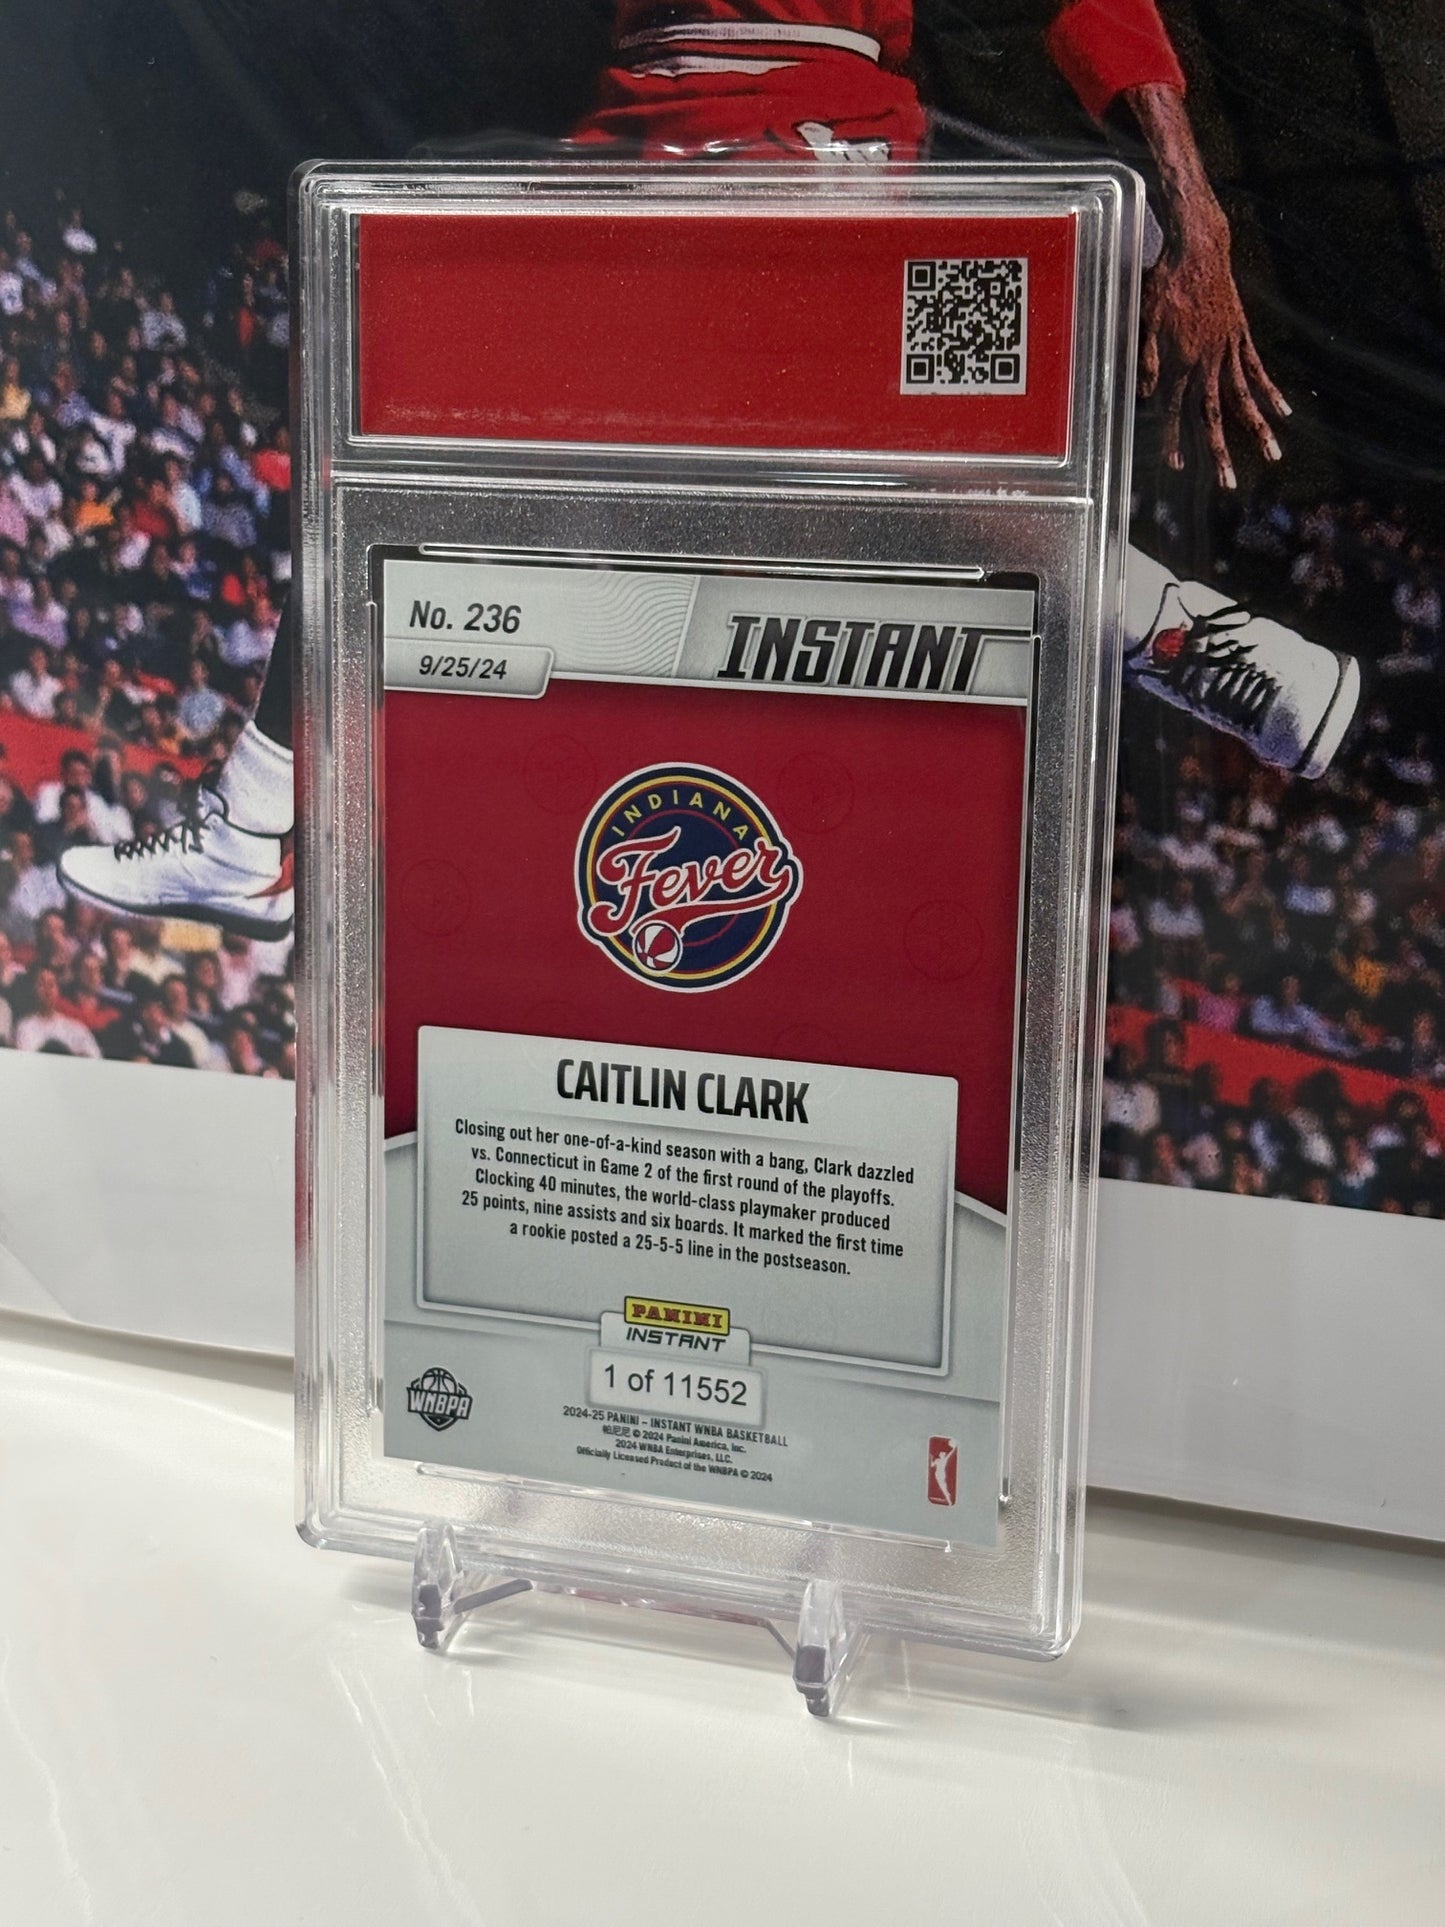 No. 236
INSTANT
9/25/24
INDIANA
Fever
CAITLIN CLARK
Closing out her one-of-a-kind season with a bang, Clark dazzled
vs. Connecticut in Game 2 of the first round of the playoffs.
Clocking 40 minutes, the world-class playmaker produced
25 points, nine assists and six boards. It marked the first time
a rookie posted a 25-5-5 line in the postseason.
PANINI
INSTANT
1 of 11552
WNBPA
2024-25 PANINI – INSTANT WNBA BASKETBALL
帕尼尼 © 2024 Panini America, Inc.
2024 WNBA Enterprises, LLC.
Officially Licensed Product of the WNBPA © 2024